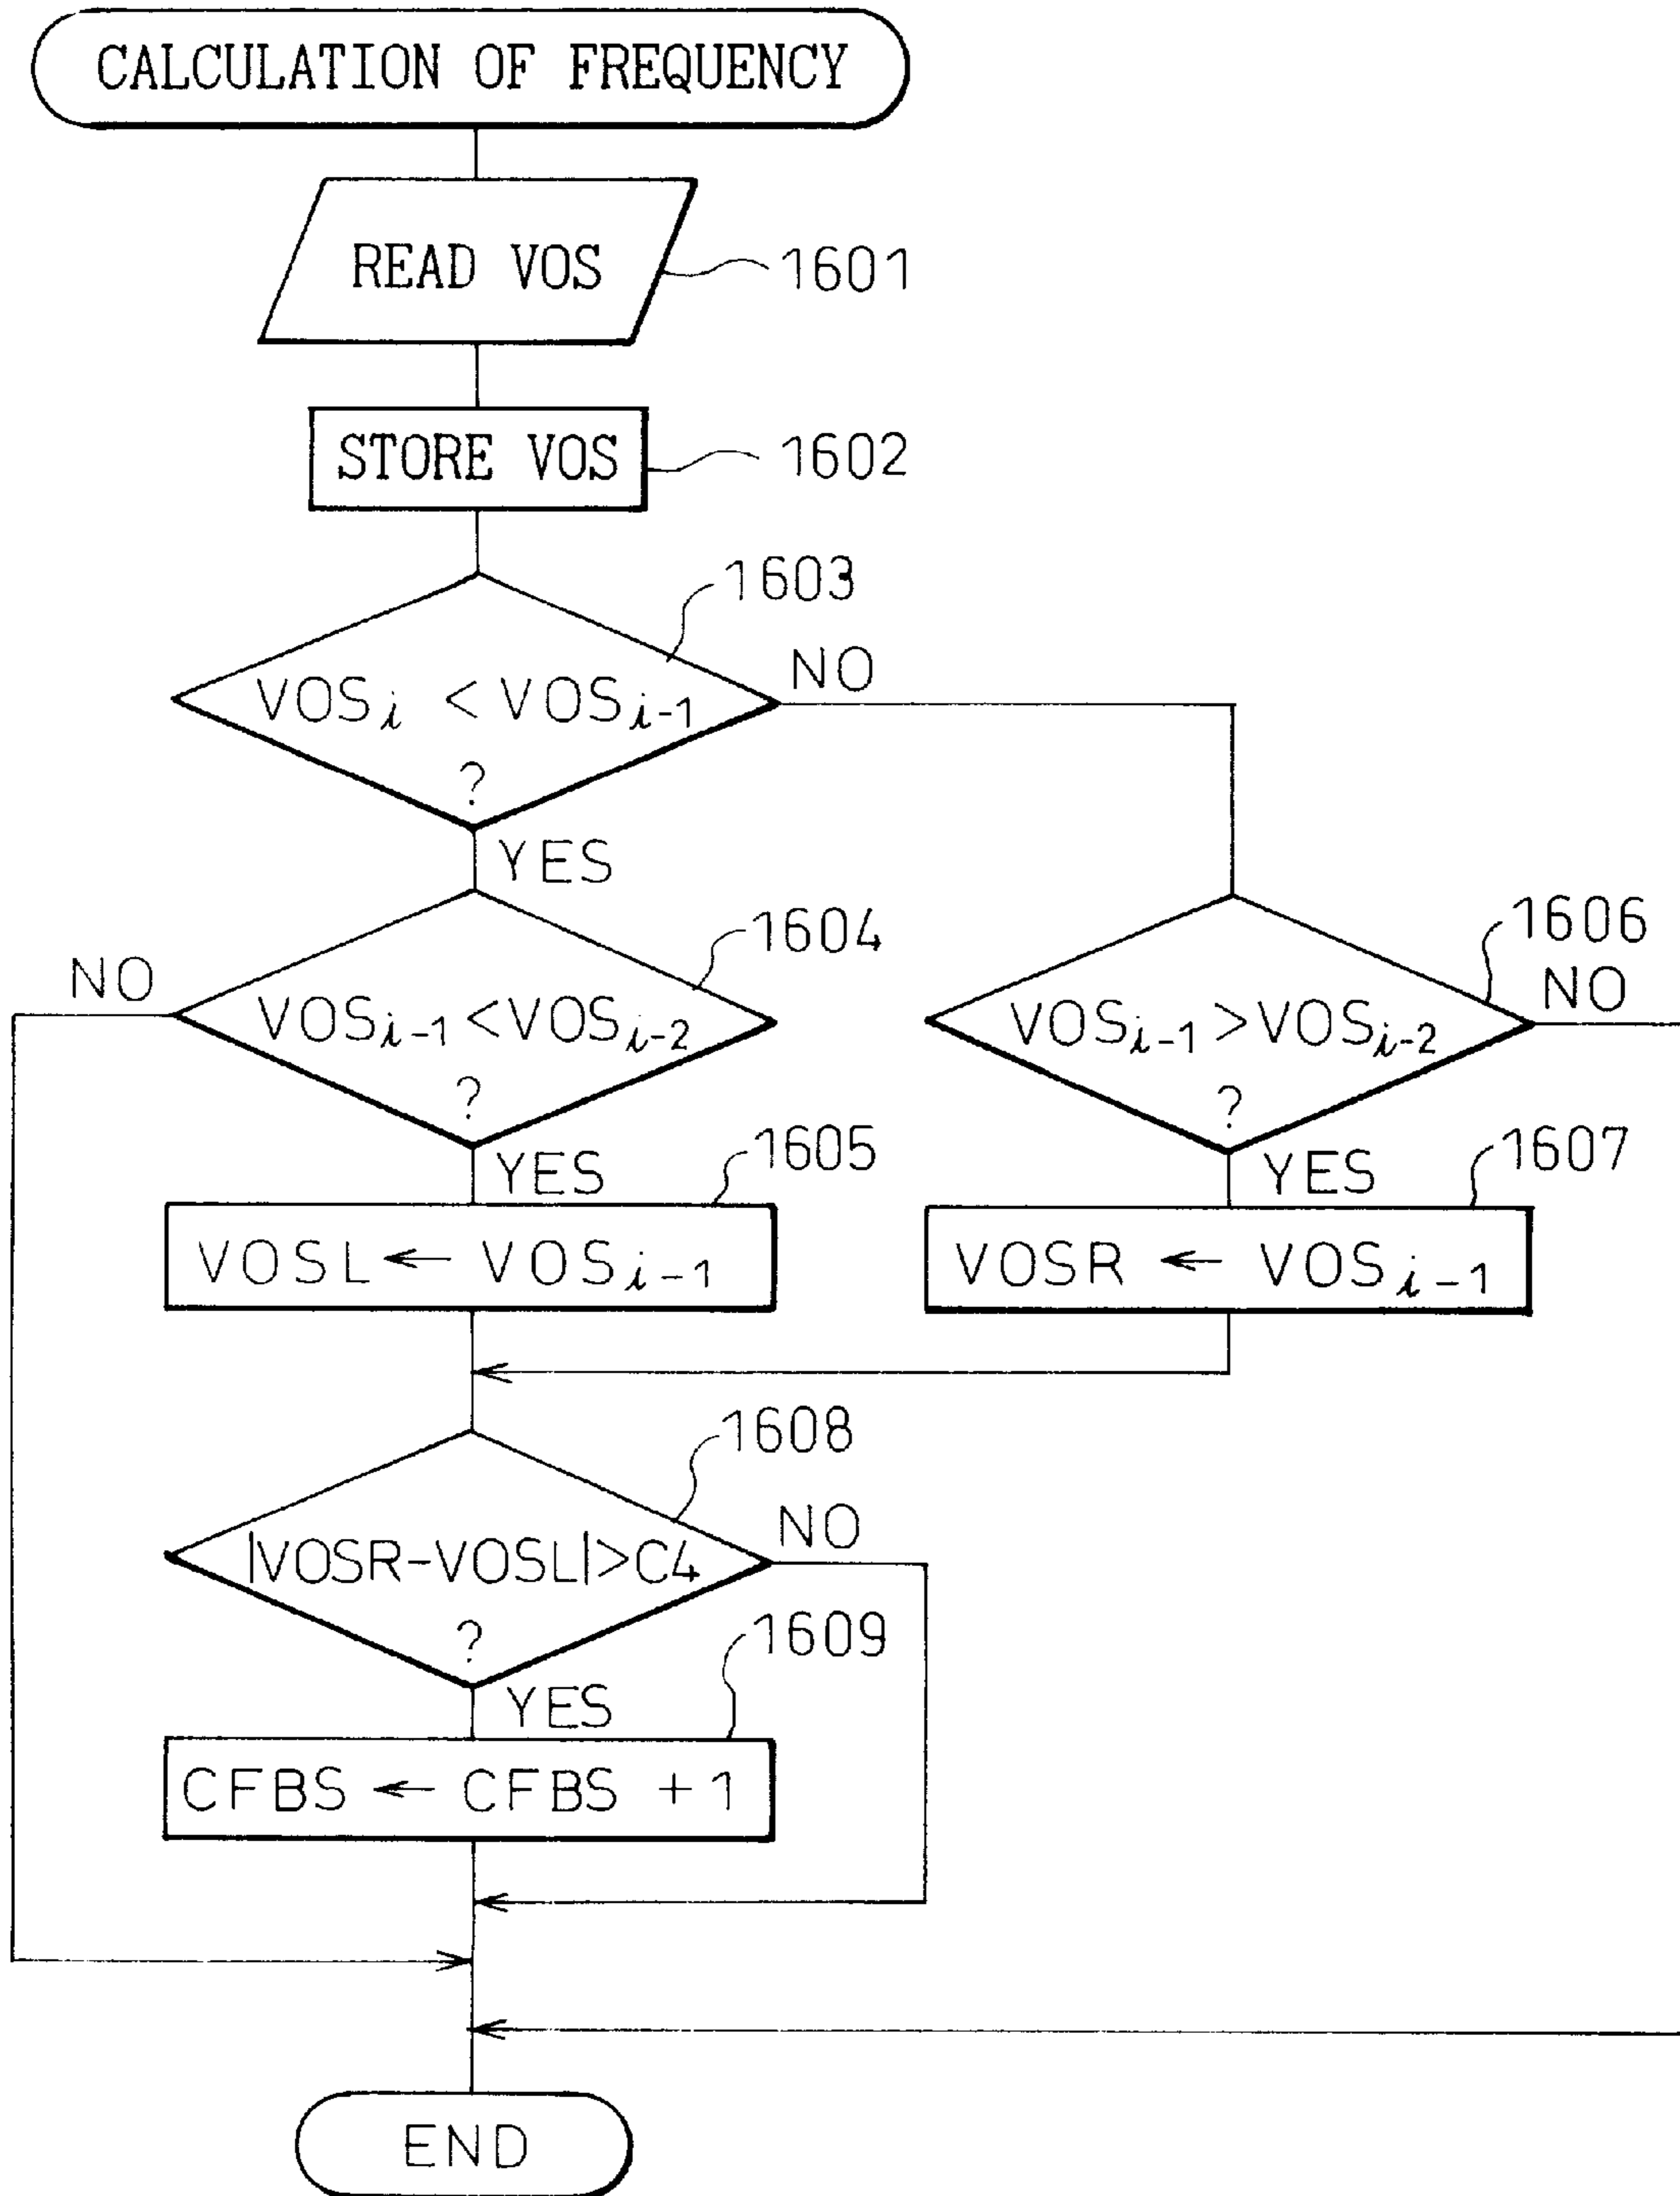 CALCULATION OF FREQUENCY
READ VOS
1601
STORE VOS
1602
1603
VOSi < VOSi-1
?
NO
YES
1604
NO
VOSi-1 < VOSi-2
?
YES
1606
NO
VOSi-1 > VOSi-2
?
YES
1605
VOSL ← VOSi-1
1607
VOSR ← VOSi-1
1608
|VOSR-VOSL|>C4
?
NO
YES
1609
CFBS ← CFBS +1
END